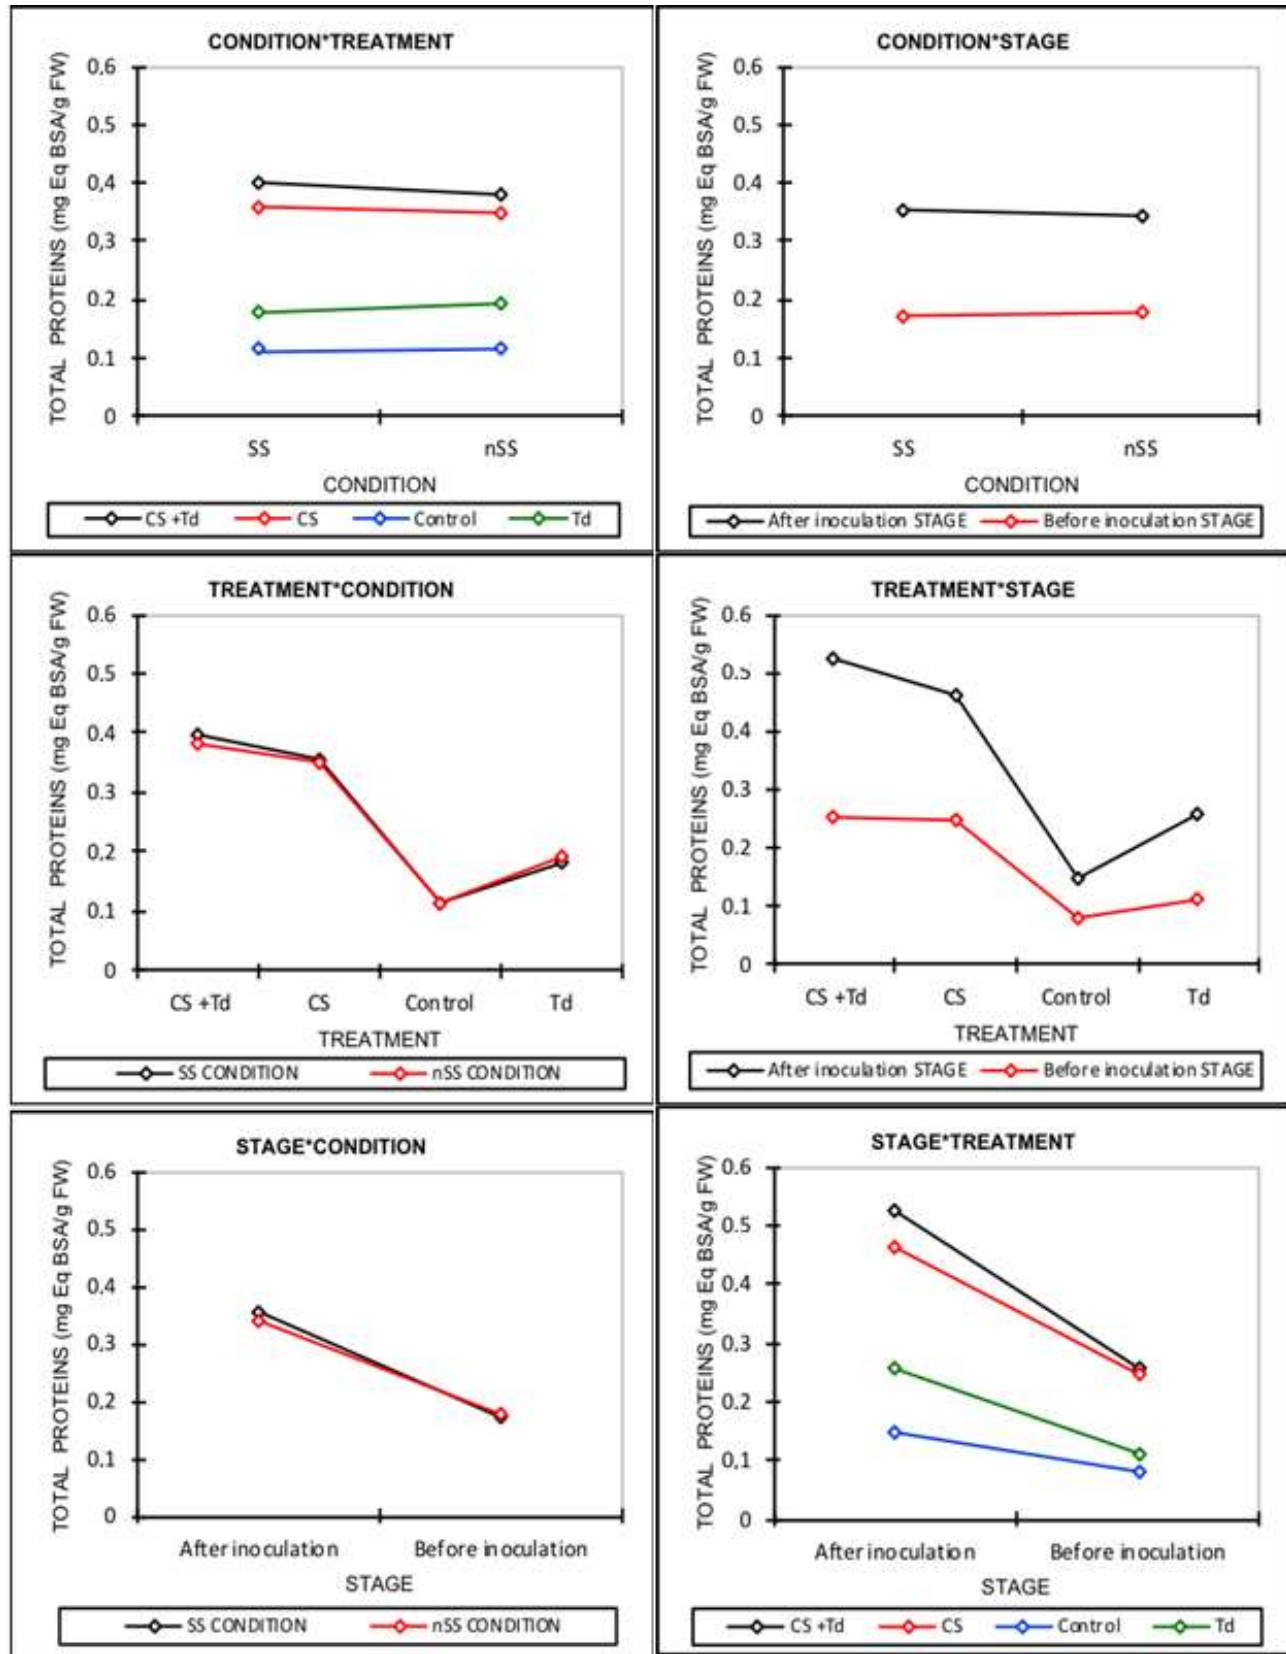 CONDITION*TREATMENT
TOTAL PROTEINS (mg Eq BSA/g FW)
0.6
0.5
0.4
0,3
0.2
0.1
0
SS nSS
CONDITION
CS +Td CS Control Td
CONDITION*STAGE
TOTAL PROTEINS (mg Eq BSA/g FW)
0.6
0.5
0.4
0,3
0.2
0.1
0
SS nSS
CONDITION
After inoculation STAGE Before inoculation STAGE
TREATMENT*CONDITION
TOTAL PROTEINS (mg Eq BSA/g FW)
0.6
0.5
0.4
0.3
0.2
0.1
0
CS +Td CS Control Td
TREATMENT
SS CONDITION nSS CONDITION
TREATMENT*STAGE
TOTAL PROTEINS (mg Eq BSA/g FW)
0.6
0.5
0.4
0.3
0.2
0.1
0
CS +Td CS Control Td
TREATMENT
After inoculation STAGE Before inoculation STAGE
STAGE*CONDITION
TOTAL PROTEINS (mg Eq BSA/g FW)
0.6
0.5
0.4
0.3
0.2
0.1
0
After inoculation Before inoculation
STAGE
SS CONDITION nSS CONDITION
STAGE*TREATMENT
TOTAL PROTEINS (mg Eq BSA/g FW)
0.6
0.5
0.4
0.3
0.2
0,1
0
After inoculation Before inoculation
STAGE
CS +Td CS Control Td